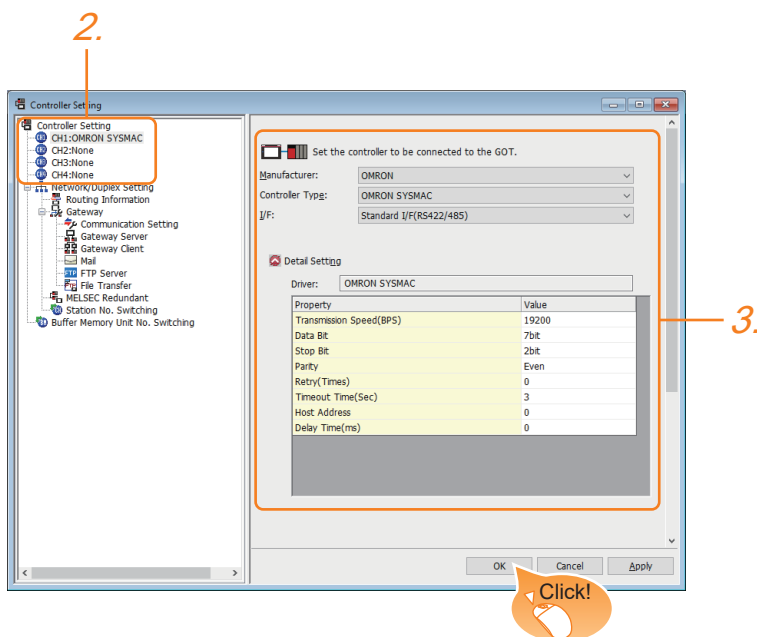 2.
Controller Setting
Controller Setting
CH1:OMRON SYSMAC
CH2:None
CH3:None
CH4:None
Network/Duplex Setting
Routing Information
Gateway
Communication Setting
Gateway Server
Gateway Client
Mail
FTP Server
File Transfer
MELSEC Redundant
Station No. Switching
Buffer Memory Unit No. Switching
Set the controller to be connected to the GOT.
Manufacturer: OMRON
Controller Type: OMRON SYSMAC
I/F: Standard I/F(RS422/485)
Detail Setting
Driver: OMRON SYSMAC
Property Value
Transmission Speed(BPS) 19200
Data Bit 7bit
Stop Bit 2bit
Parity Even
Retry(Times) 0
Timeout Time(Sec) 3
Host Address 0
Delay Time(ms) 0
3.
OK Cancel Apply
Click!